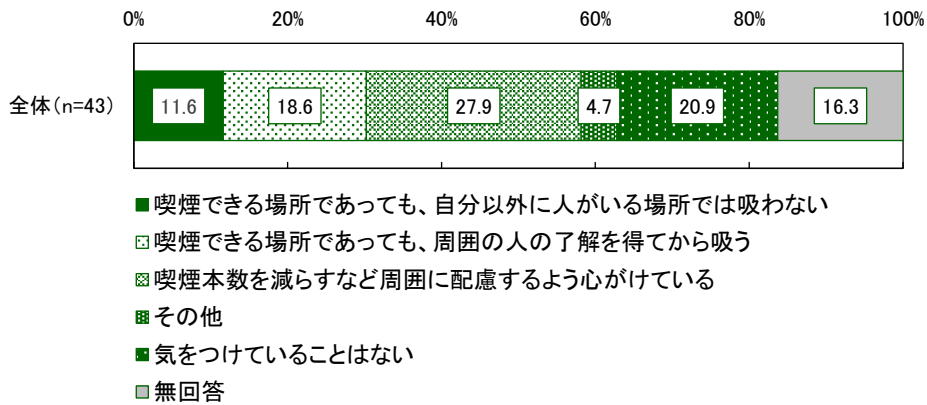 0% 20% 40% 60% 80% 100%
全体(n=43) 11.6 18.6 27.9 4.7 20.9 16.3
喫煙できる場所であっても、自分以外に人がいる場所では吸わない
喫煙できる場所であっても、周囲の人の了解を得てから吸う
喫煙本数を減らすなど周囲に配慮するよう心がけている
その他
気をつけていることはない
無回答